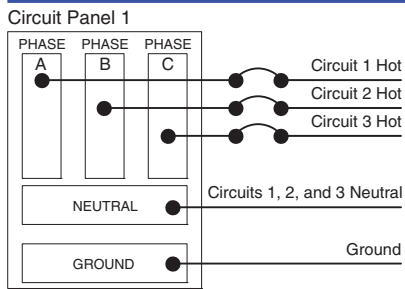 Circuit Panel 1
PHASE PHASE PHASE
A B C
Circuit 1 Hot
Circuit 2 Hot
Circuit 3 Hot
Circuits 1, 2, and 3 Neutral
NEUTRAL
Ground
GROUND